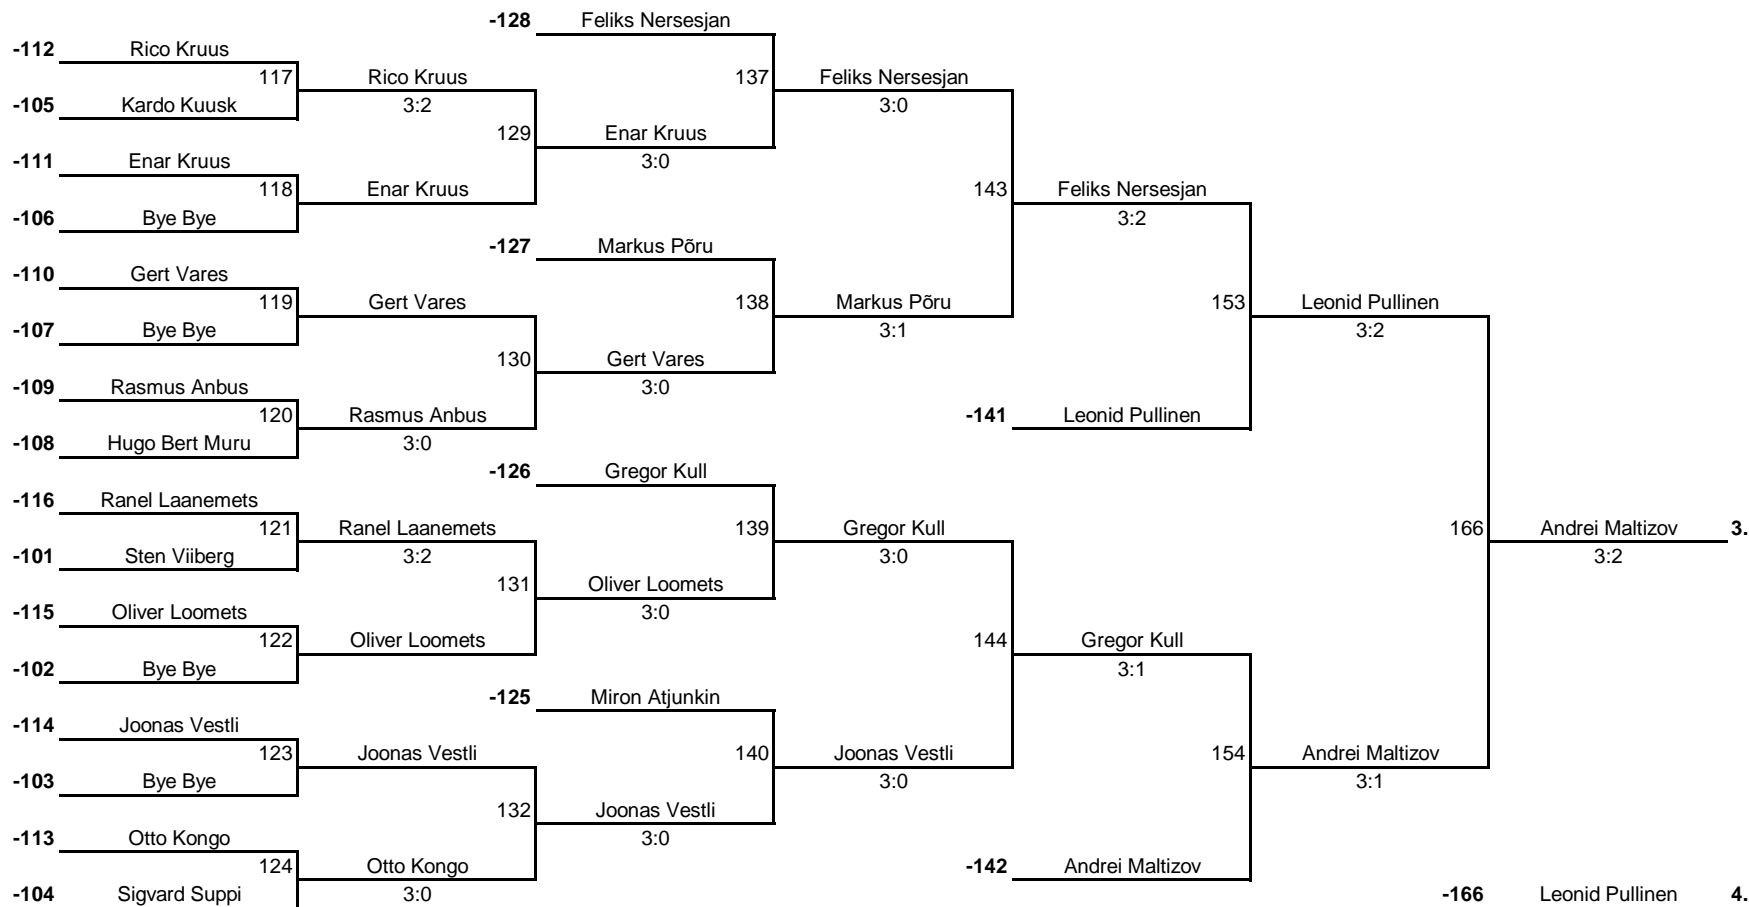 -128 Feliks Nersesjan
-112 Rico Kruus
117 Rico Kruus 137 Feliks Nersesjan
-105 Kardo Kuusk 3:2 3:0
129 Enar Kruus
-111 Enar Kruus 3:0
118 Enar Kruus 143 Feliks Nersesjan
-106 Bye Bye 3:2
-127 Markus Põru
-110 Gert Vares
119 Gert Vares 138 Markus Põru 153 Leonid Pullinen
-107 Bye Bye 3:1 3:2
130 Gert Vares
-109 Rasmus Anbus 3:0
120 Rasmus Anbus -141 Leonid Pullinen
-108 Hugo Bert Muru 3:0
-126 Gregor Kull
-116 Ranel Laanemets
121 Ranel Laanemets 139 Gregor Kull 166 Andrei Maltizov 3.
-101 Sten Viiberg 3:2 3:0 3:2
131 Oliver Loomets
-115 Oliver Loomets 3:0
122 Oliver Loomets 144 Gregor Kull
-102 Bye Bye 3:1
-125 Miron Atjunkin
-114 Joonas Vestli
123 Joonas Vestli 140 Joonas Vestli 154 Andrei Maltizov
-103 Bye Bye 3:0 3:1
132 Joonas Vestli
-113 Otto Kongo 3:0
124 Otto Kongo -142 Andrei Maltizov
-104 Sigvard Suppi 3:0 -166 Leonid Pullinen 4.